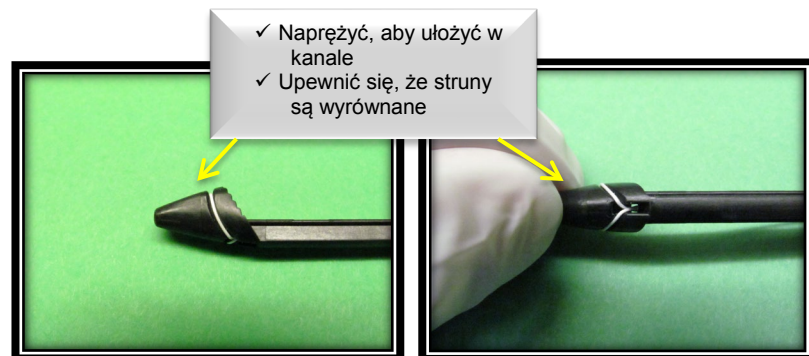 ✓ Naprężyć, aby ułożyć w
kanale
✓ Upewnić się, że struny
są wyrównane